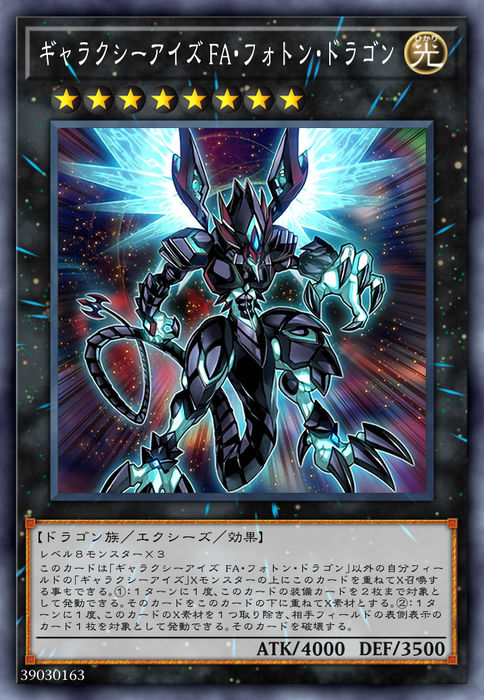 ギャラクシーアイズ FA・フォトン・ドラゴン
ひかり
光
【ドラゴン族／エクシーズ／効果】
レベル８モンスター×３
このカードは「ギャラクシーアイズ FA・フォトン・ドラゴン」以外の自分フィー
ルドの「ギャラクシーアイズ」Xモンスターの上にこのカードを重ねてX召喚す
る事もできる。①：1ターンに１度、このカードの装備カードを２枚まで対象と
して発動できる。そのカードをこのカードの下に重ねてX素材とする。②：１タ
ーンに１度、このカードのX素材を１つ取り除き、相手フィールドの表側表示の
カード１枚を対象として発動できる。そのカードを破壊する。
ATK/4000 DEF/3500
39030163